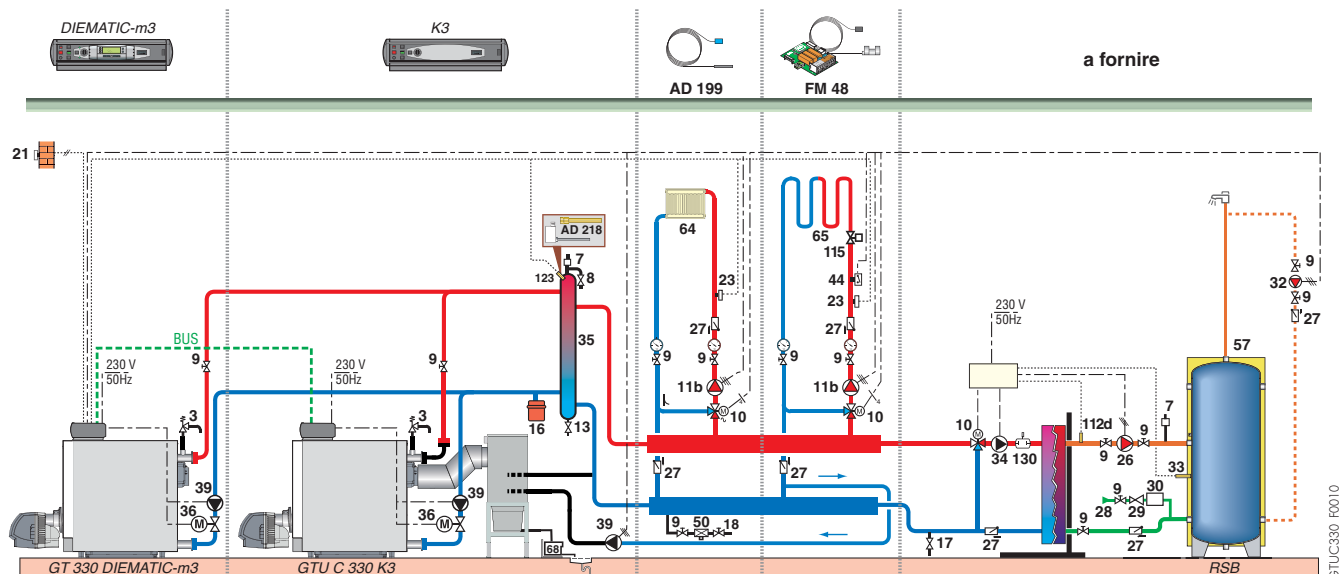 DIEMATIC-m3
K3
AD 199
FM 48
a fornire
21
AD 218
7
123
8
64
65
115
9
32
9
27
23
44
23
230 V
50Hz
27
27
35
57
BUS
9
9
9
9
9
9
230 V
50Hz
230 V
50Hz
11b
11b
M
10
M
10
M
10
112d
7
3
3
16
13
34
130
9
26
9
33
27
27
39
39
9
30
28
29
36
M
36
M
39
9
50
18
68
17
27
9
27
GT 330 DIEMATIC-m3
GTU C 330 K3
RSB
GTUC330_F0010